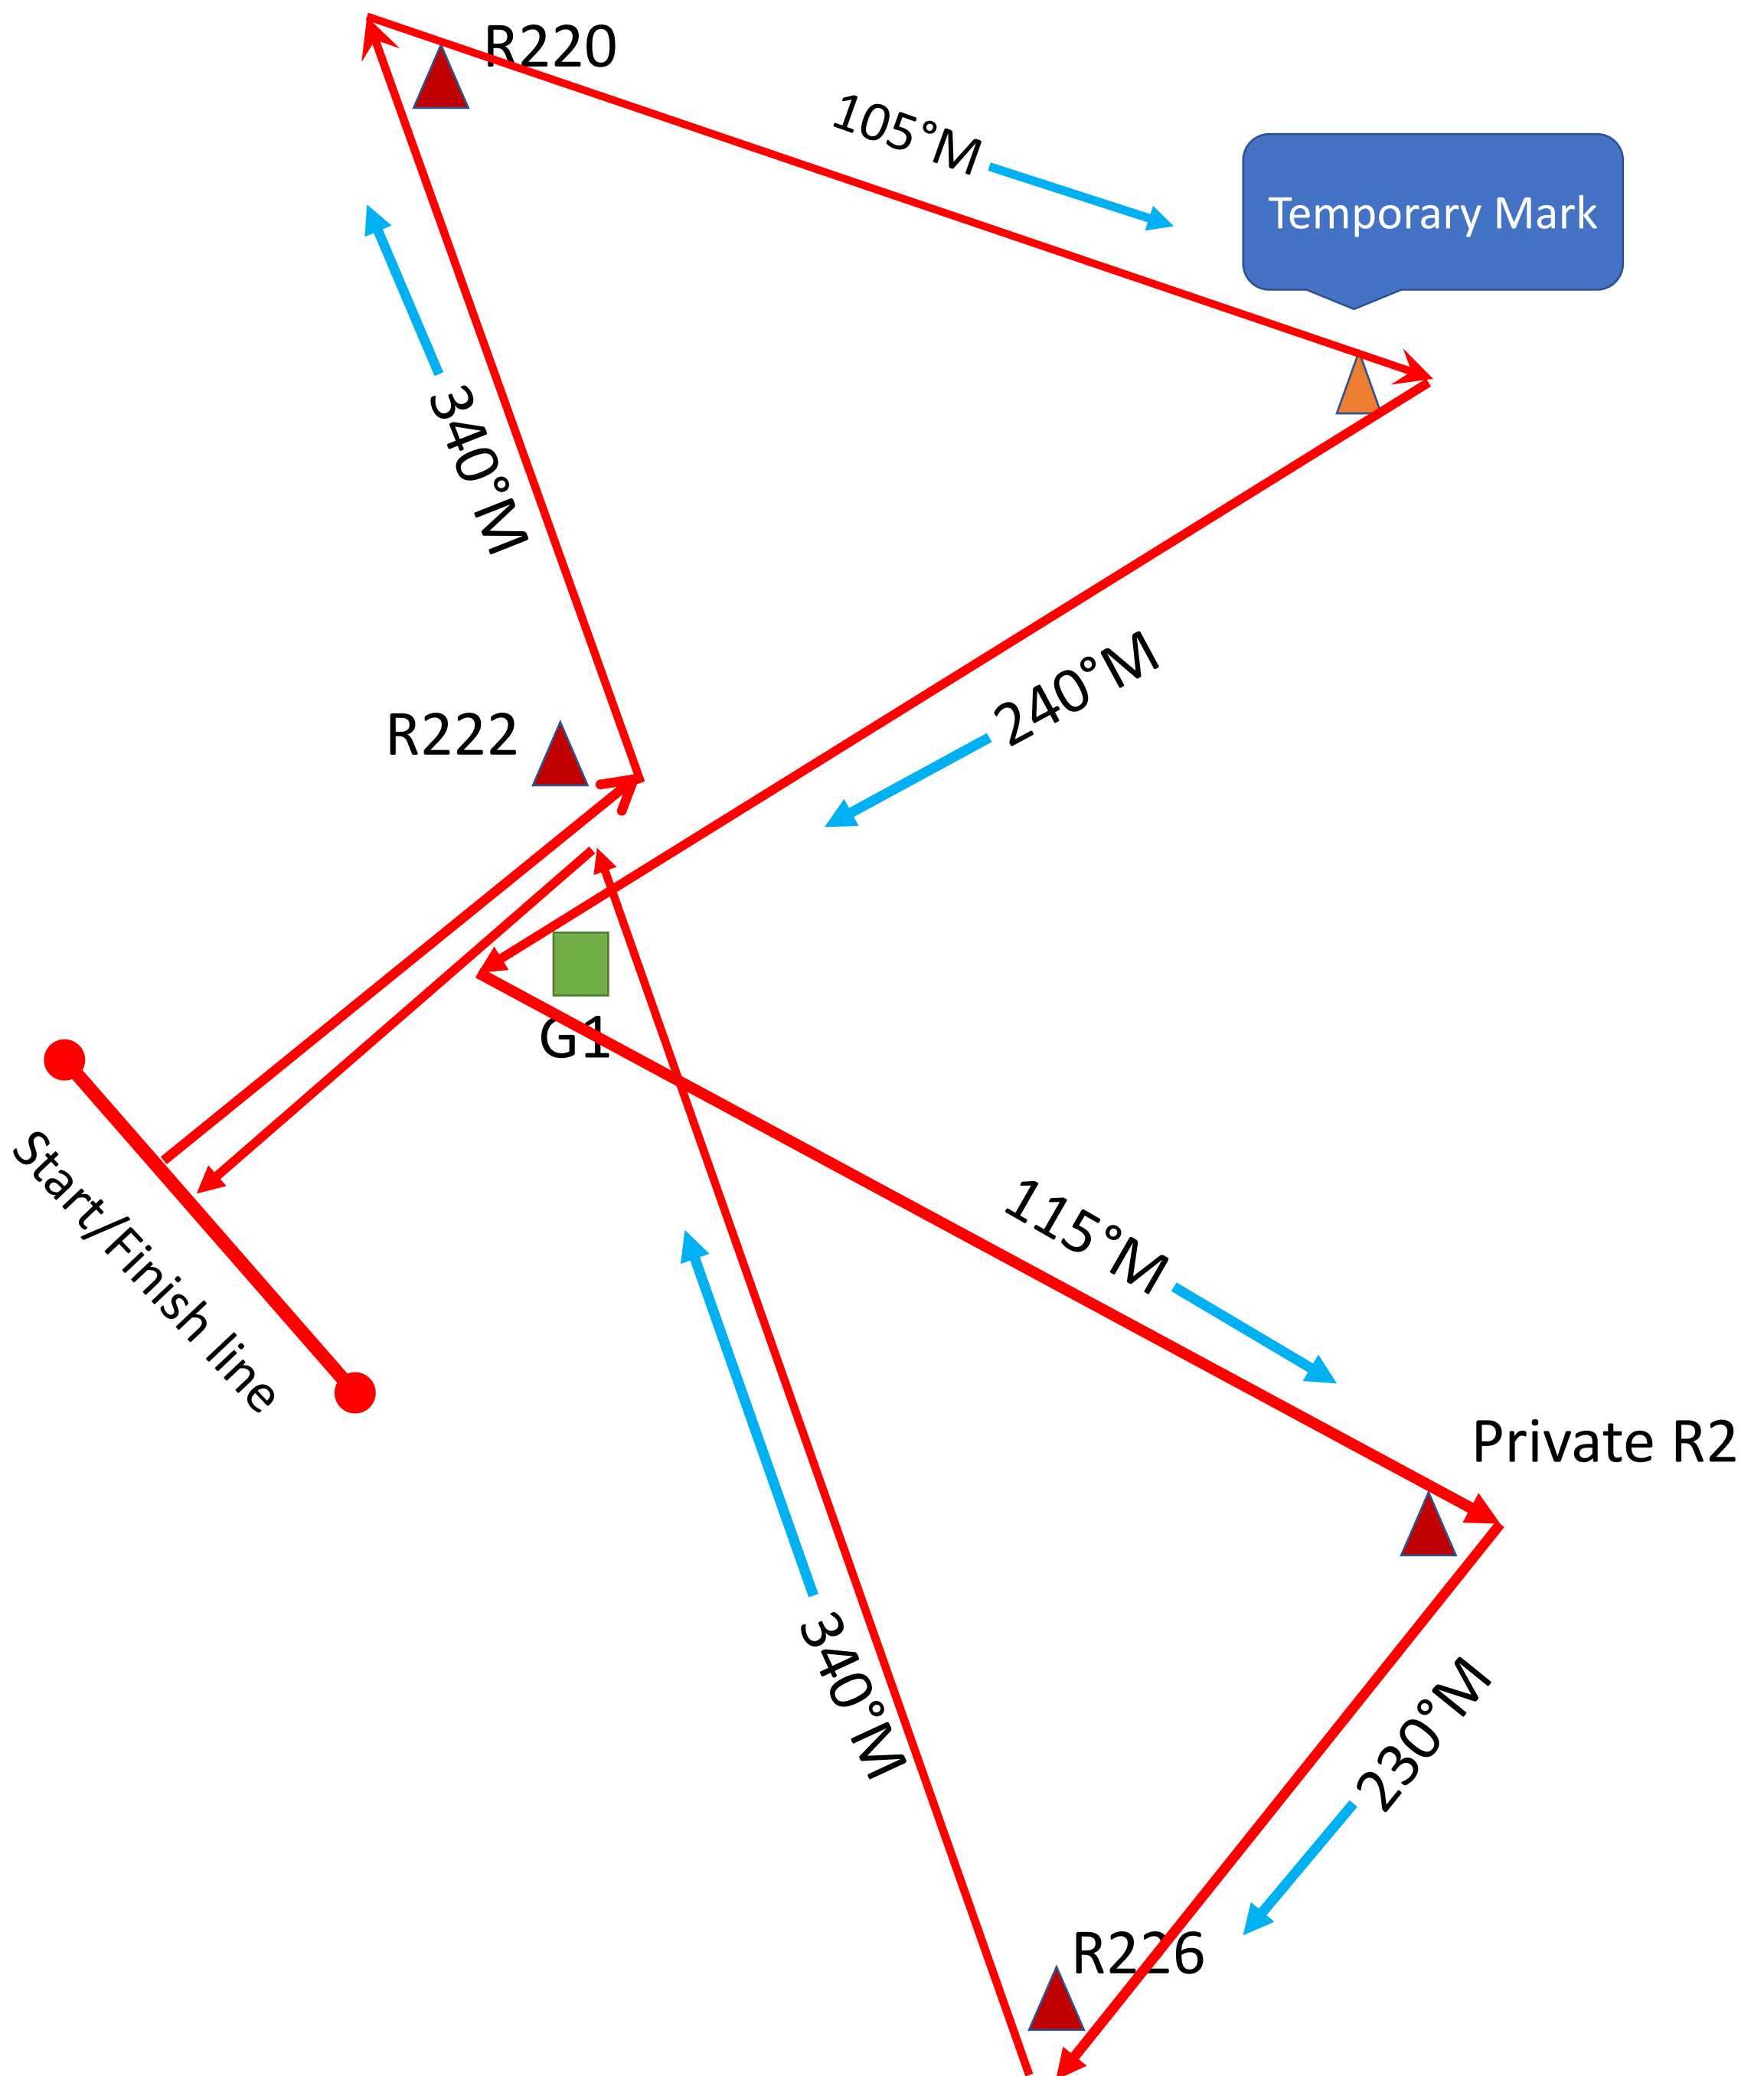 R220
105°M
Temporary Mark
340°M
240°M
R222
G1
Start/Finish line
115°M
Private R2
340°M
230°M
R226